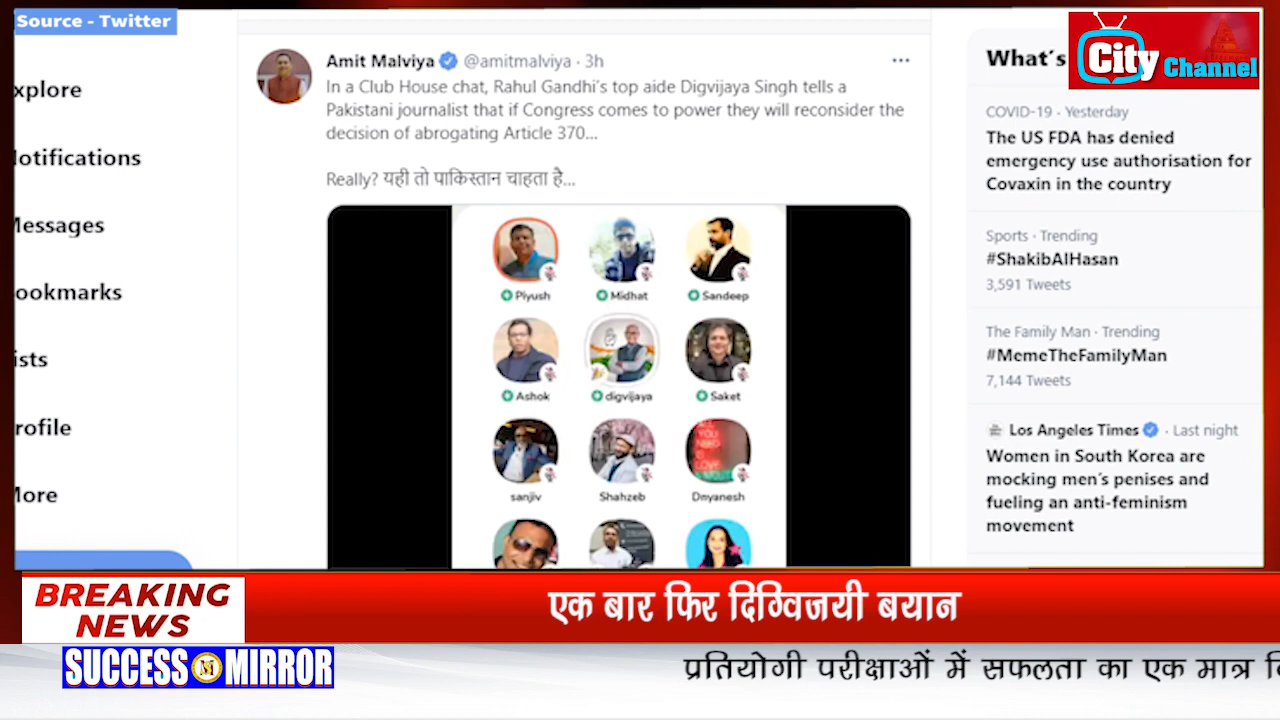 Source - Twitter
City Channel
xplore
otifications
Messages
ookmarks
ists
rofile
More
Amit Malviya @amitmalviya · 3h
In a Club House chat, Rahul Gandhi's top aide Digvijaya Singh tells a
Pakistani journalist that if Congress comes to power they will reconsider the
decision of abrogating Article 370...
Really? यही तो पाकिस्तान चाहता है...
Piyush Midhat Sandeep
Ashok digvijaya Saket
sanjiv Shahzeb Dnyanesh
What's
COVID-19 · Yesterday
The US FDA has denied
emergency use authorisation for
Covaxin in the country
Sports · Trending
#ShakibAlHasan
3,591 Tweets
The Family Man · Trending
#MemeTheFamilyMan
7,144 Tweets
Los Angeles Times · Last night
Women in South Korea are
mocking men's penises and
fueling an anti-feminism
movement
BREAKING
NEWS
एक बार फिर दिग्विजयी बयान
SUCCESS MIRROR
प्रतियोगी परीक्षाओं में सफलता का एक मात्र